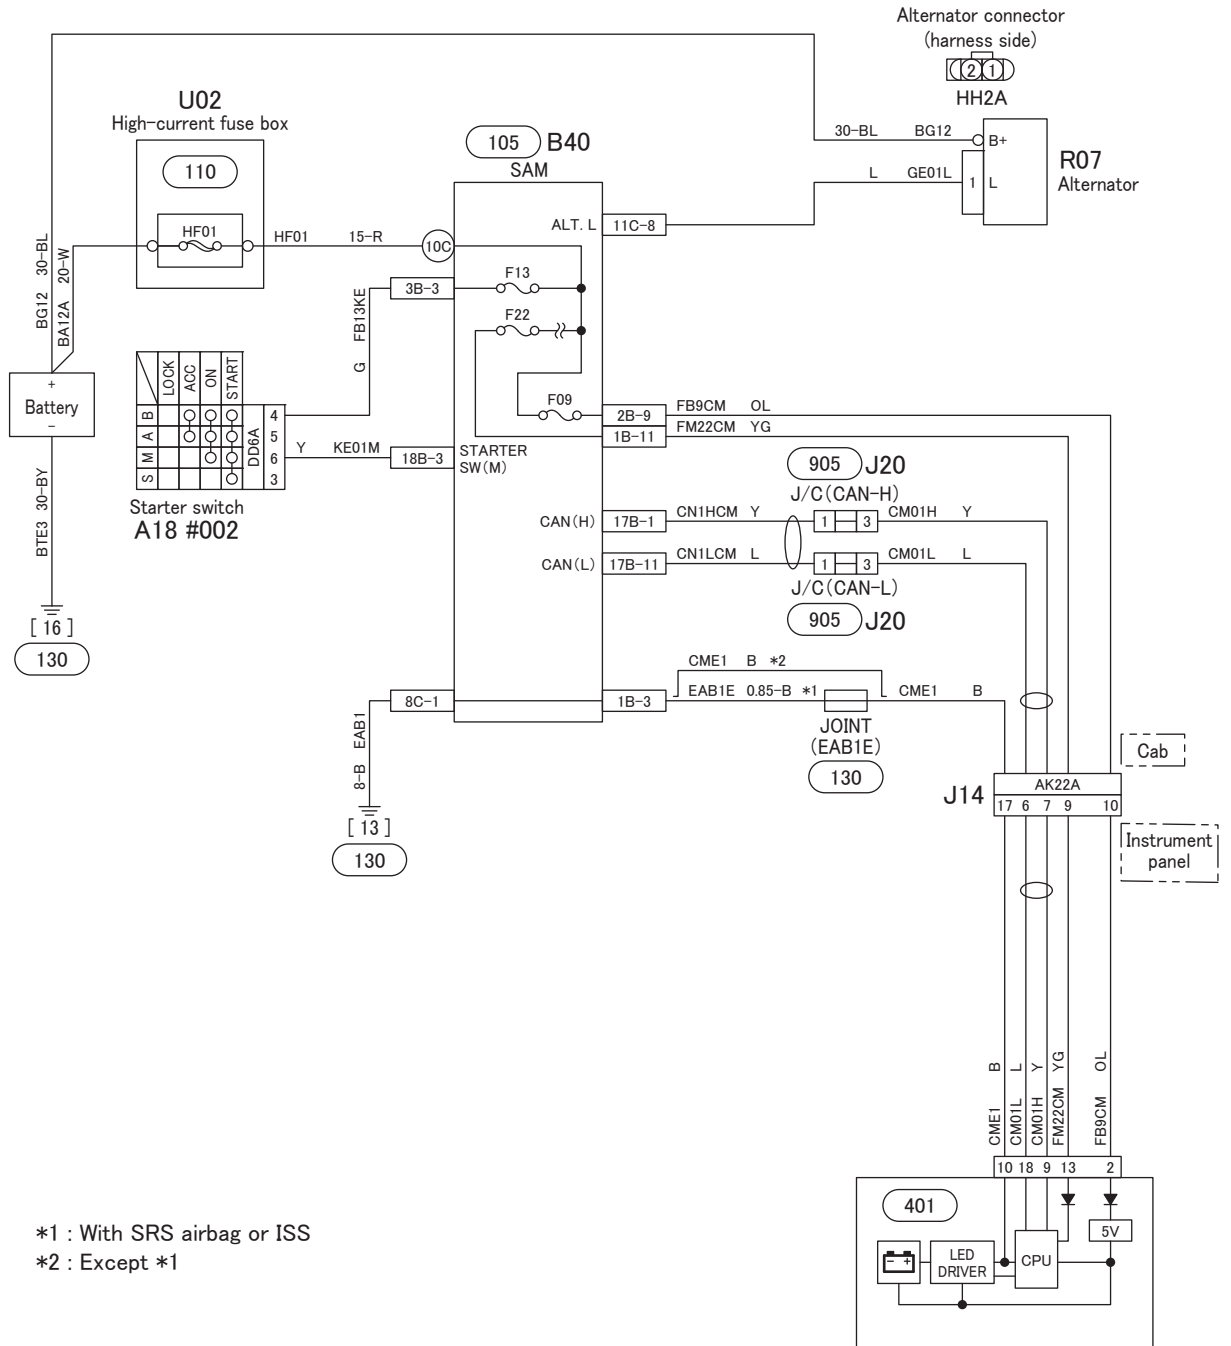 Alternator connector
(harness side)
2 1
HH2A
U02
High-current fuse box
110
HF01
HF01 15-R
10C
105 B40
SAM
30-BL BG12
B+
R07
Alternator
L GE01L
1 L
ALT. L 11C-8
BG12 30-BL
BA12A 20-W
3B-3
F13
F22
F09
G FB13KE
+
Battery
-
BTE3 30-BY
[ 16 ]
130
LOCK ACC ON START
B 4
A 5
M 6
S 3
DD6A
Y KE01M
18B-3
STARTER
SW(M)
Starter switch
A18 #002
2B-9 FB9CM OL
1B-11 FM22CM YG
905 J20
J/C(CAN-H)
CAN(H) 17B-1 CN1HCM Y 1 3 CM01H Y
CAN(L) 17B-11 CN1LCM L 1 3 CM01L L
J/C(CAN-L)
905 J20
CME1 B *2
8C-1 1B-3 EAB1E 0.85-B *1 CME1 B
JOINT
(EAB1E)
130
8-B EAB1
[ 13 ]
130
Cab
J14 AK22A
17 6 7 9 10
Instrument
panel
CME1 B
CM01L L
CM01H Y
FM22CM YG
FB9CM OL
10 18 9 13 2
401
5V
- +
LED
DRIVER
CPU
*1 : With SRS airbag or ISS
*2 : Except *1